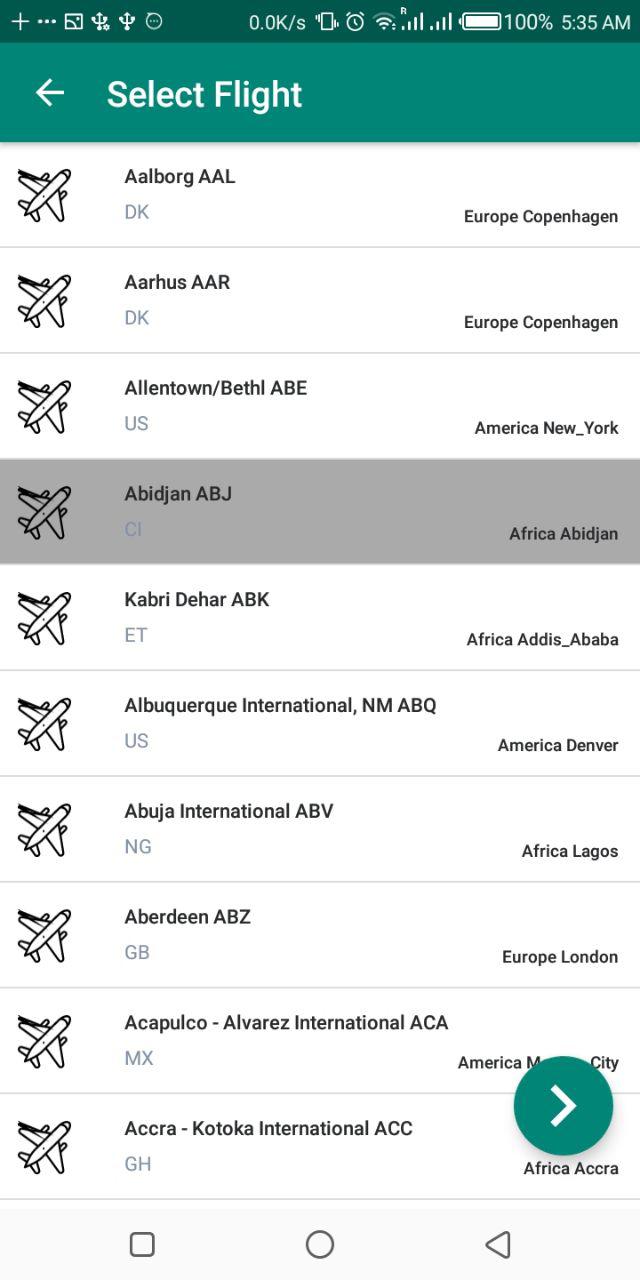 0.0K/s R 100% 5:35 AM
Select Flight
Aalborg AAL
DK
Europe Copenhagen
Aarhus AAR
DK
Europe Copenhagen
Allentown/Bethl ABE
US
America New_York
Abidjan ABJ
CI
Africa Abidjan
Kabri Dehar ABK
ET
Africa Addis_Ababa
Albuquerque International, NM ABQ
US
America Denver
Abuja International ABV
NG
Africa Lagos
Aberdeen ABZ
GB
Europe London
Acapulco - Alvarez International ACA
MX
America City
Accra - Kotoka International ACC
GH
Africa Accra